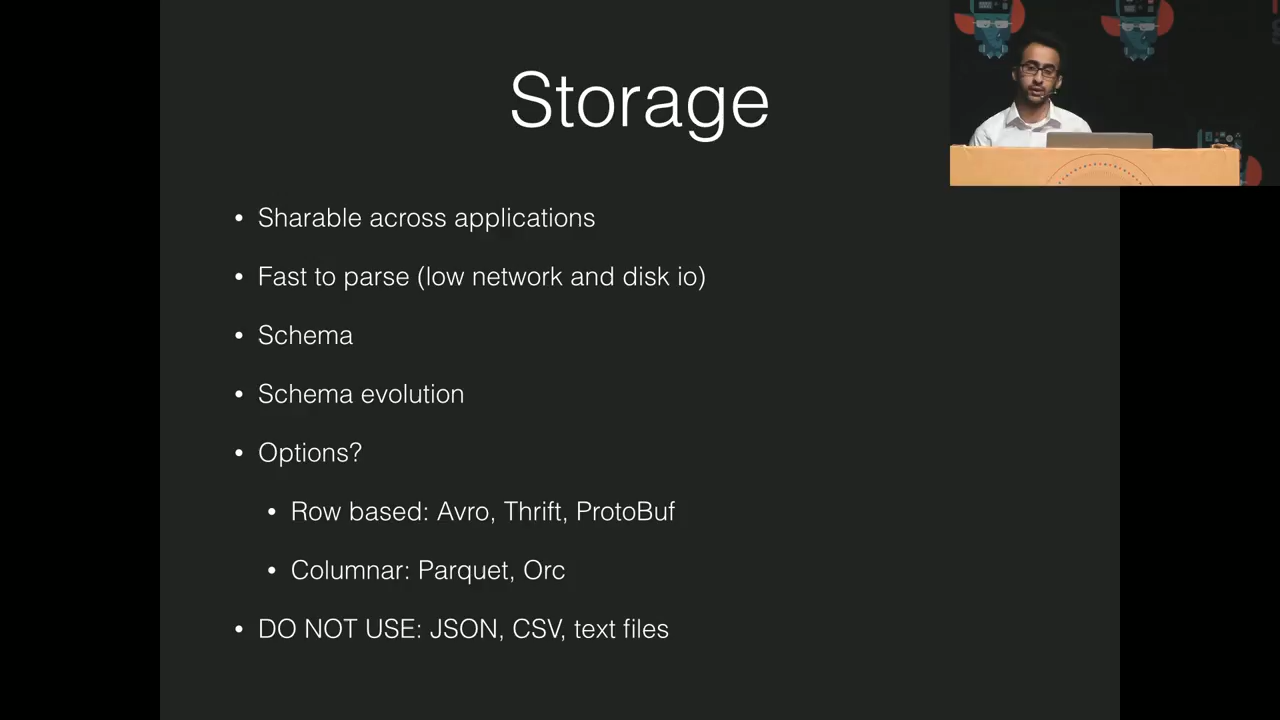 Storage
• Sharable across applications
• Fast to parse (low network and disk io)
• Schema
• Schema evolution
• Options?
• Row based: Avro, Thrift, ProtoBuf
• Columnar: Parquet, Orc
• DO NOT USE: JSON, CSV, text files